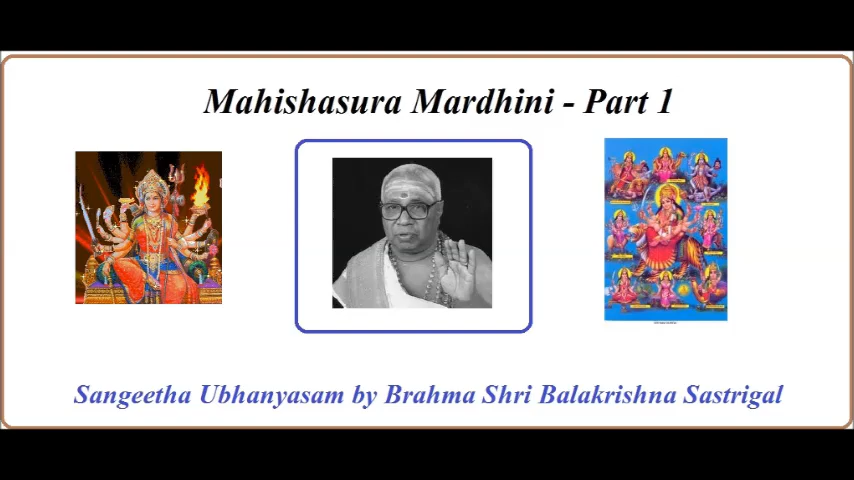 Mahishasura Mardhini - Part 1
Sangeetha Ubhanyasam by Brahma Shri Balakrishna Sastrigal